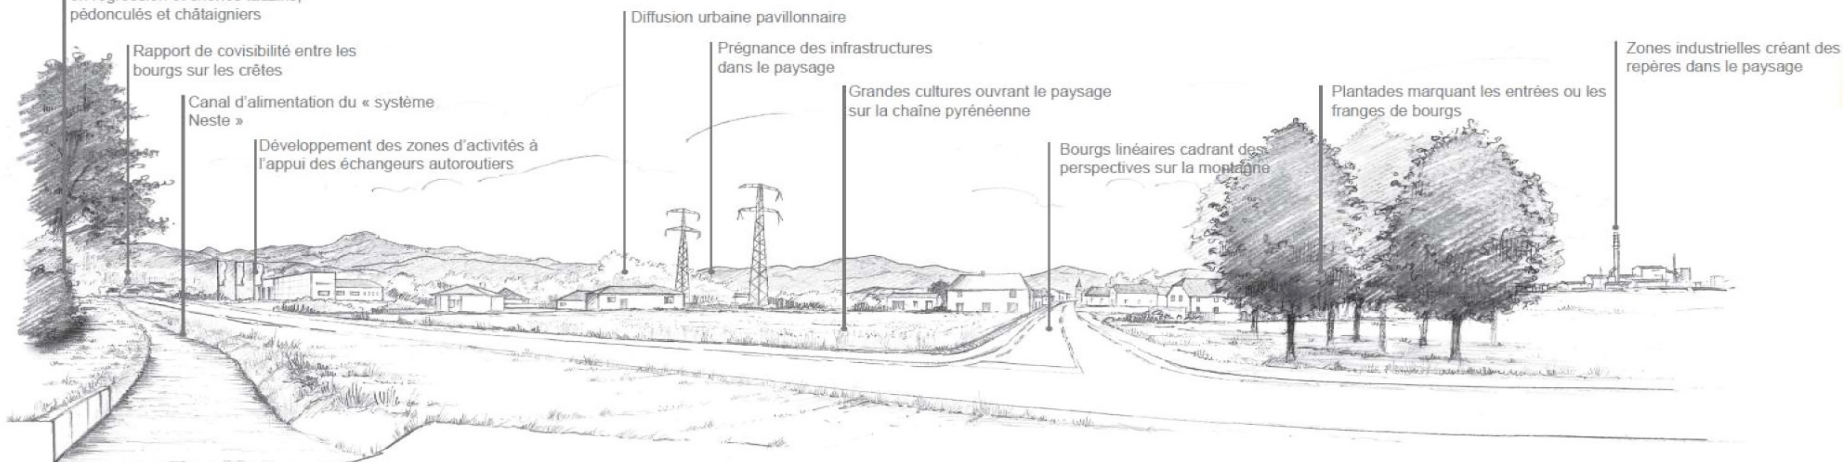 pédonculés et châtaigniers
Rapport de covisibilité entre les
bourgs sur les crêtes
Canal d'alimentation du « système
Neste »
Développement des zones d'activités à
l'appui des échangeurs autoroutiers
Diffusion urbaine pavillonnaire
Prégnance des infrastructures
dans le paysage
Grandes cultures ouvrant le paysage
sur la chaîne pyrénéenne
Bourgs linéaires cadrant des
perspectives sur la montagne
Plantades marquant les entrées ou les
franges de bourgs
Zones industrielles créant des
repères dans le paysage